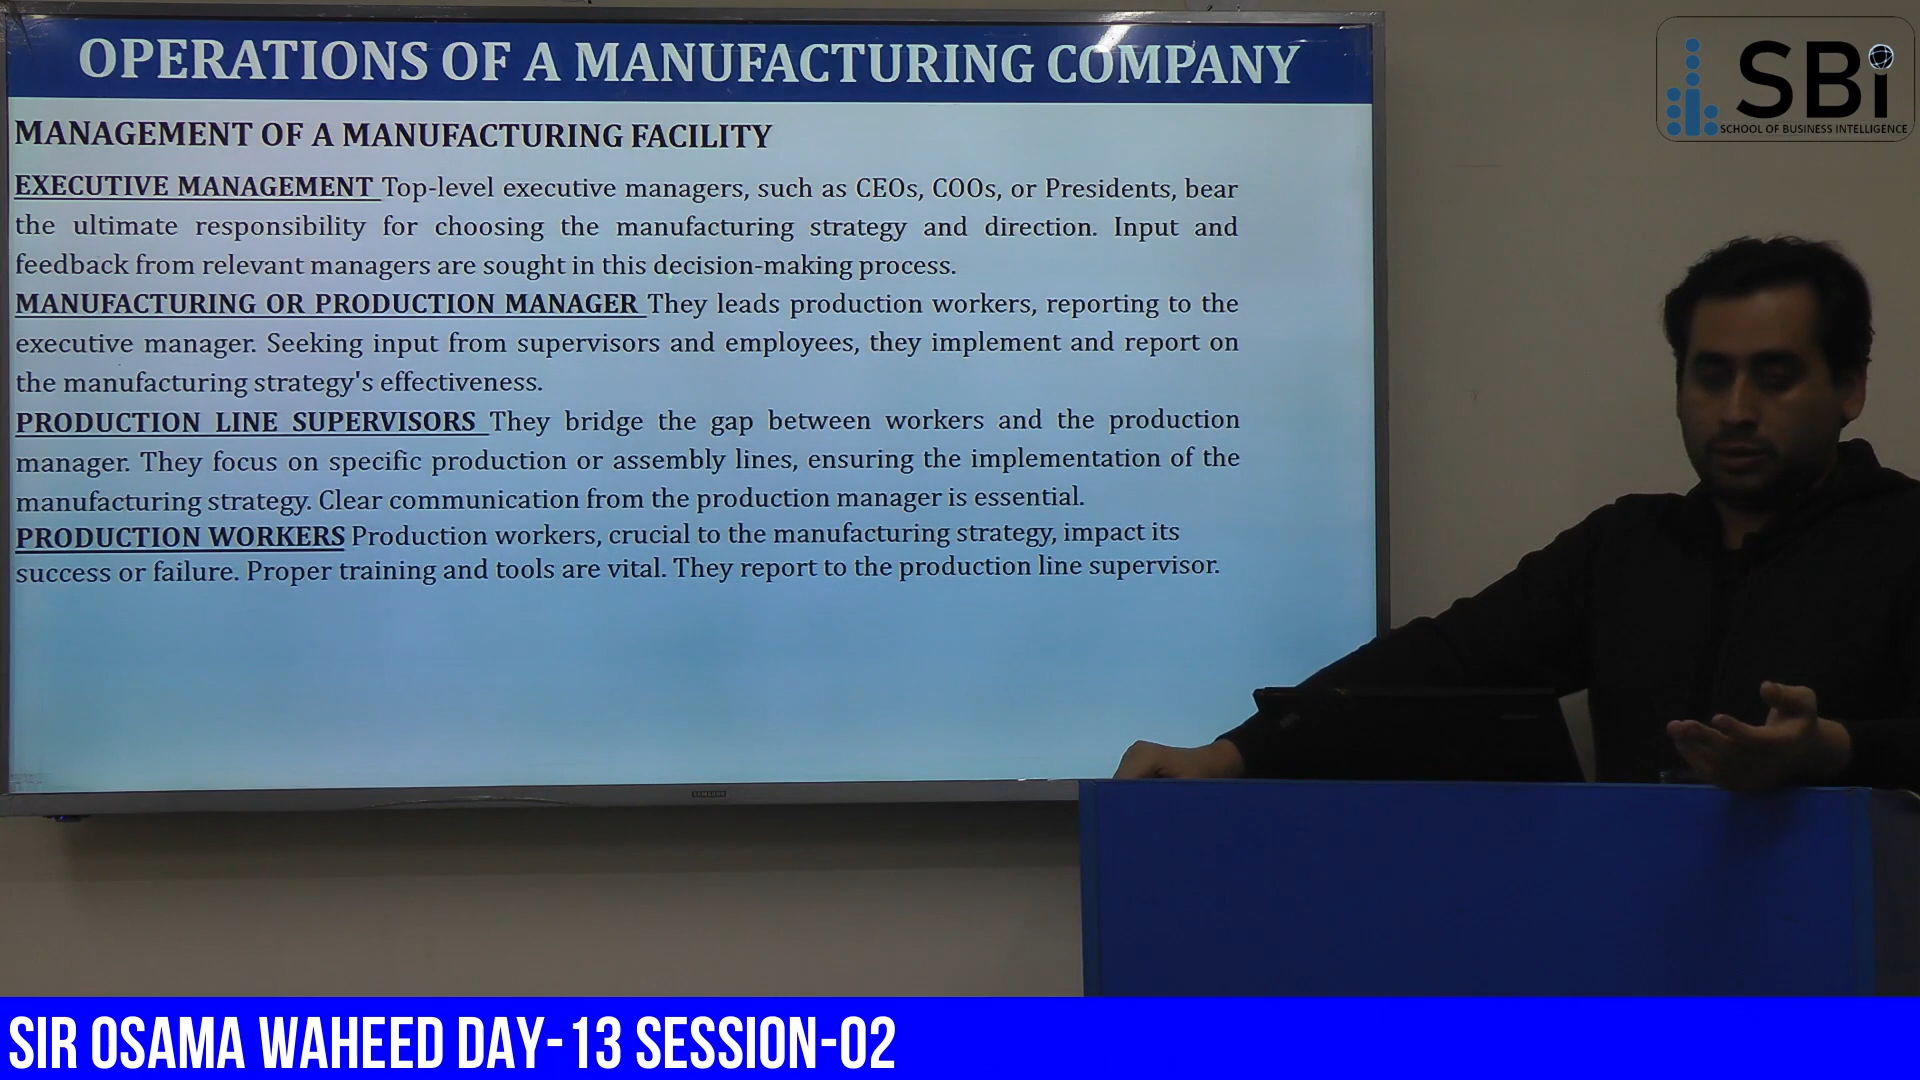 OPERATIONS OF A MANUFACTURING COMPANY
MANAGEMENT OF A MANUFACTURING FACILITY
EXECUTIVE MANAGEMENT Top-level executive managers, such as CEOs, COOs, or Presidents, bear
the ultimate responsibility for choosing the manufacturing strategy and direction. Input and
feedback from relevant managers are sought in this decision-making process.
MANUFACTURING OR PRODUCTION MANAGER They leads production workers, reporting to the
executive manager. Seeking input from supervisors and employees, they implement and report on
the manufacturing strategy's effectiveness.
PRODUCTION LINE SUPERVISORS They bridge the gap between workers and the production
manager. They focus on specific production or assembly lines, ensuring the implementation of the
manufacturing strategy. Clear communication from the production manager is essential.
PRODUCTION WORKERS Production workers, crucial to the manufacturing strategy, impact its
success or failure. Proper training and tools are vital. They report to the production line supervisor.
SAMSUNG
SBi
SCHOOL OF BUSINESS INTELLIGENCE
SIR OSAMA WAHEED DAY-13 SESSION-02